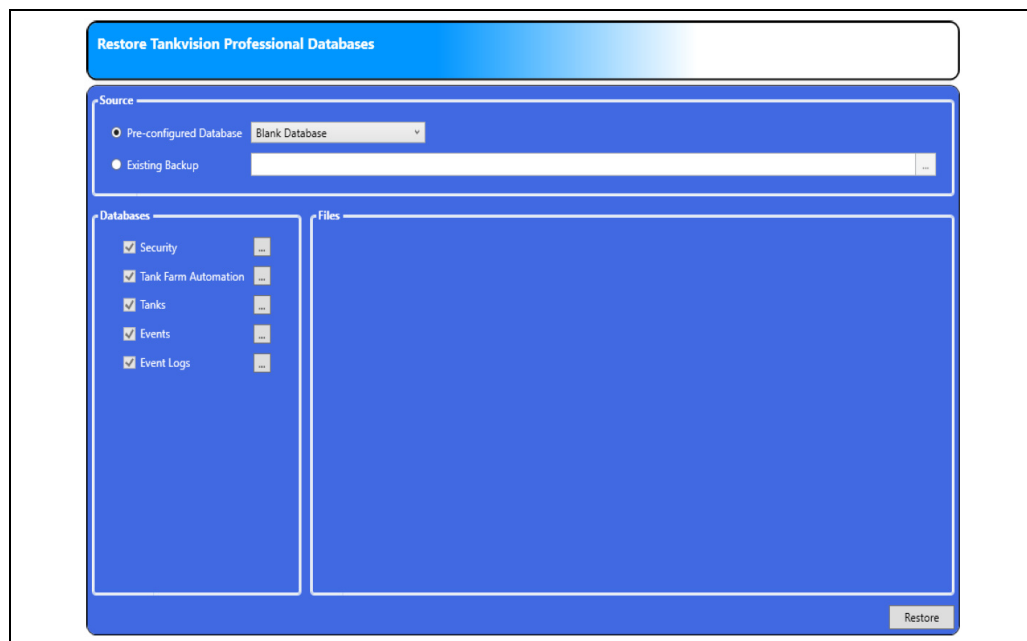 Restore Tankvision Professional Databases
Source
Pre-configured Database Blank Database
Existing Backup ...
Databases
Files
Security ...
Tank Farm Automation ...
Tanks ...
Events ...
Event Logs ...
Restore